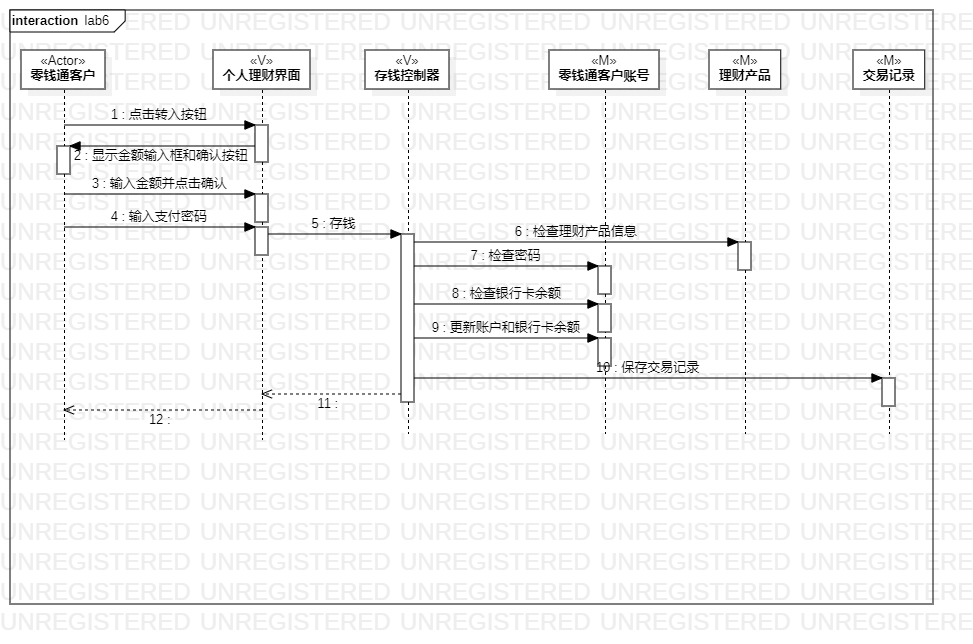 interaction lab6
«Actor»
零钱通客户
«V»
个人理财界面
«V»
存钱控制器
«M»
零钱通客户账号
«M»
理财产品
«M»
交易记录
1 : 点击转入按钮
2 : 显示金额输入框和确认按钮
3 : 输入金额并点击确认
4 : 输入支付密码
5 : 存钱
6 : 检查理财产品信息
7 : 检查密码
8 : 检查银行卡余额
9 : 更新账户和银行卡余额
10 : 保存交易记录
11 :
12 :
UNREGISTERED